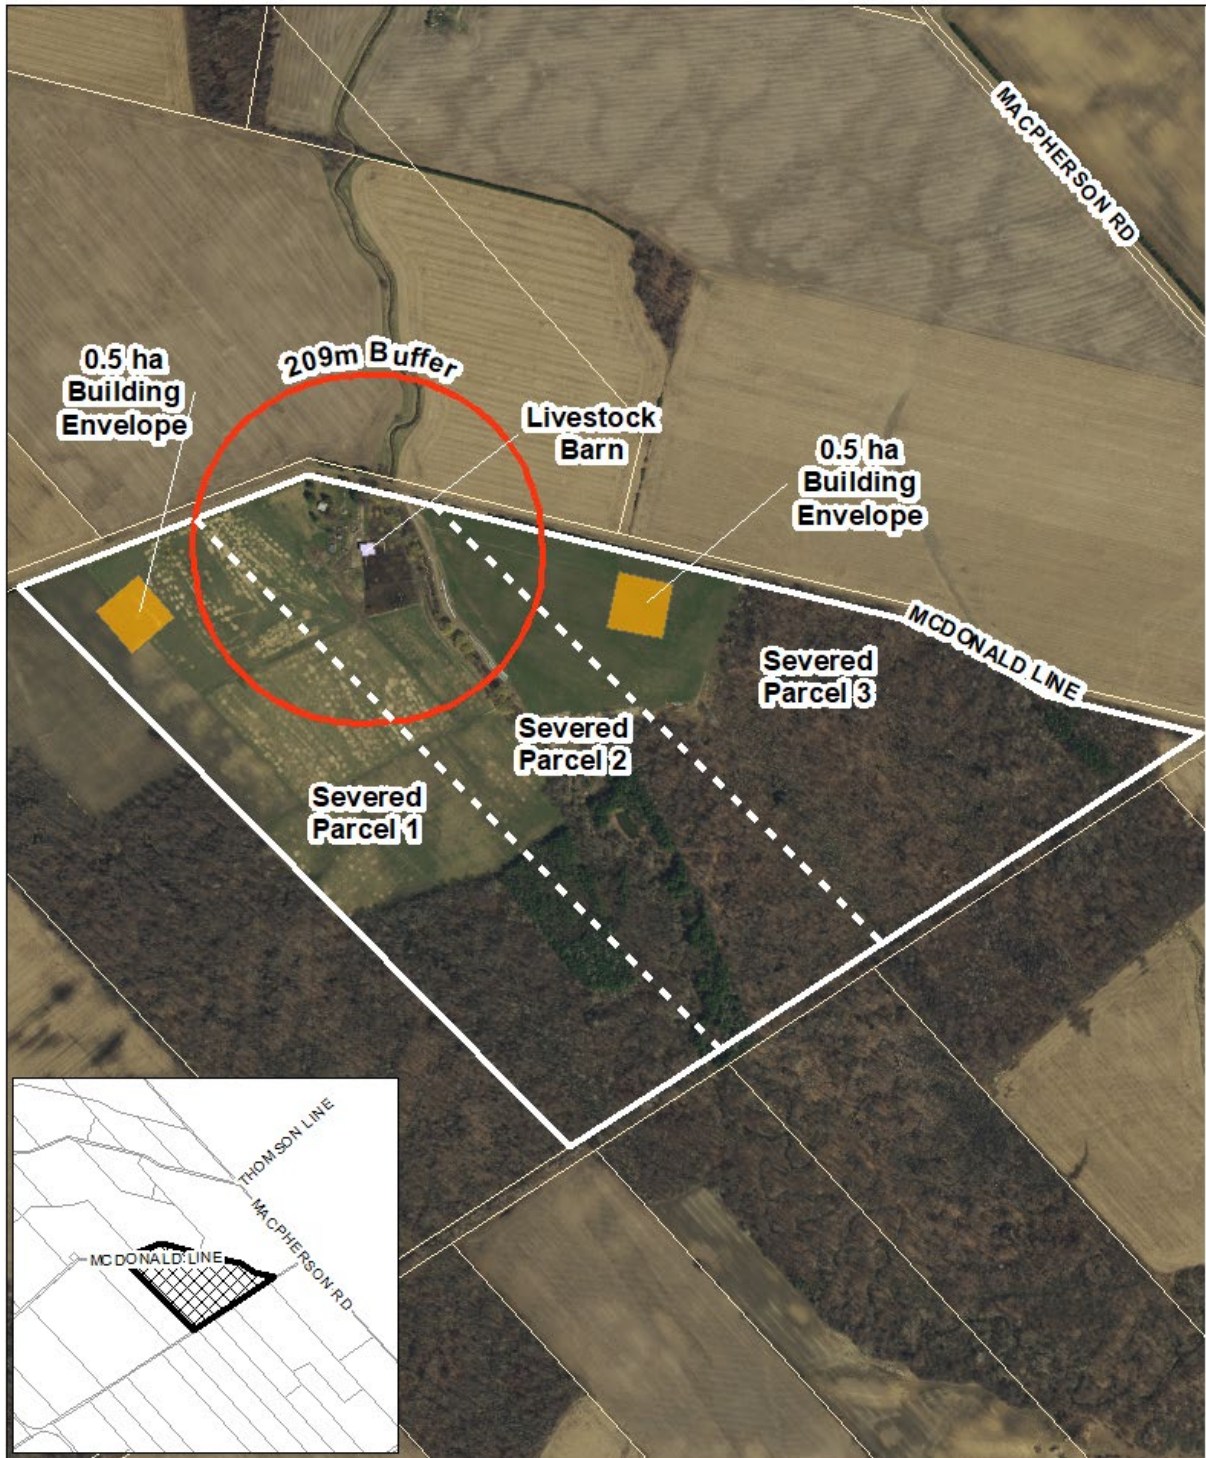 MACPHERSON RD
209m Buffer
0.5 ha
Building
Envelope
Livestock
Barn
0.5 ha
Building
Envelope
MCDONALD LINE
Severed
Parcel 3
Severed
Parcel 2
Severed
Parcel 1
THOMSON LINE
MACPHERSON RD
MCDONALD LINE